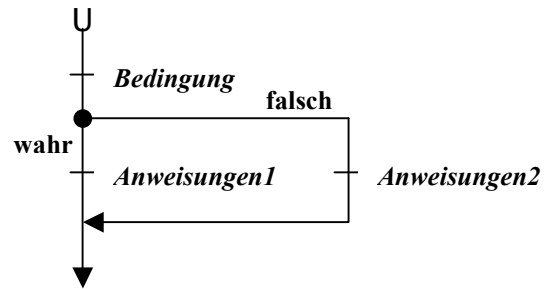 U
Bedingung
falsch
wahr
Anweisungen1 Anweisungen2